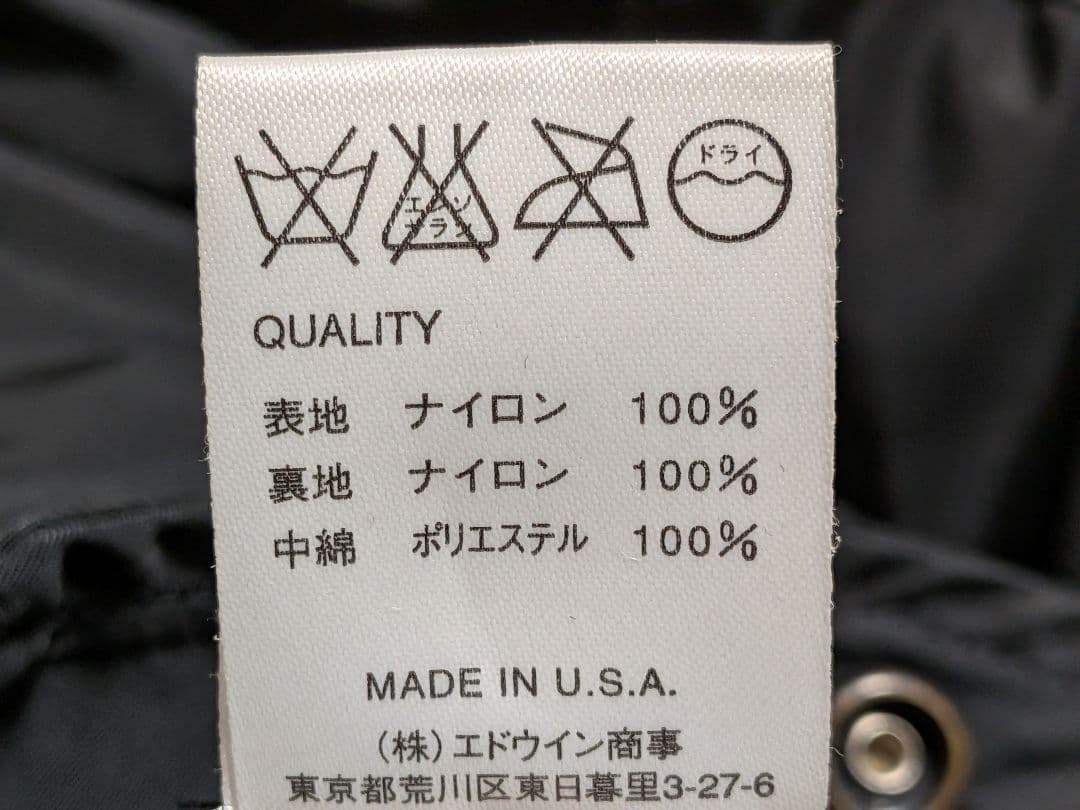 ドライ
エンソ
サラシ
QUALITY
表地 ナイロン 100%
裏地 ナイロン 100%
中綿 ポリエステル 100%
MADE IN U.S.A.
(株)エドウイン商事
東京都荒川区東日暮里3-27-6